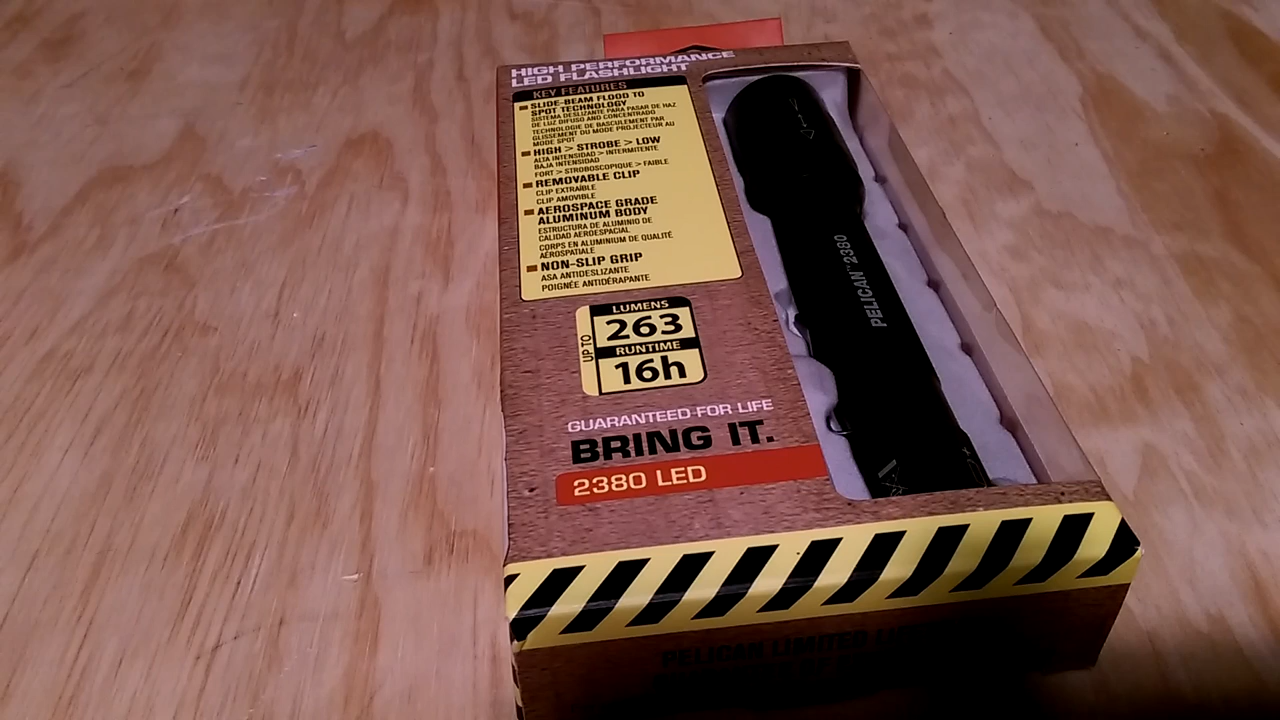 HIGH PERFORMANCE
LED FLASHLIGHT
KEY FEATURES
SLIDE-BEAM FLOOD TO
SPOT TECHNOLOGY
SISTEMA DESLIZANTE PARA PASAR DE HAZ
DE LUZ DIFUSO AND CONCENTRADO
TECHNOLOGIE DE BASCULEMENT PAR
GLISSEMENT DU MODE PROJECTEUR AU
MODE SPOT
HIGH > STROBE > LOW
ALTA INTENSIDAD > INTERMITENTE
BAJA INTENSIDAD
FORT > STROBOSCOPIQUE > FAIBLE
REMOVABLE CLIP
CLIP EXTRAÍBLE
CLIP AMOVIBLE
AEROSPACE GRADE
ALUMINUM BODY
ESTRUCTURA DE ALUMINIO DE
CALIDAD AEROESPACIAL
CORPS EN ALUMINIUM DE QUALITÉ
AÉROSPATIALE
NON-SLIP GRIP
ASA ANTIDESLIZANTE
POIGNÉE ANTIDÉRAPANTE
UP TO
LUMENS
263
RUNTIME
16h
GUARANTEED FOR LIFE
BRING IT.
2380 LED
PELICAN™ 2380
PELICAN LIMITED